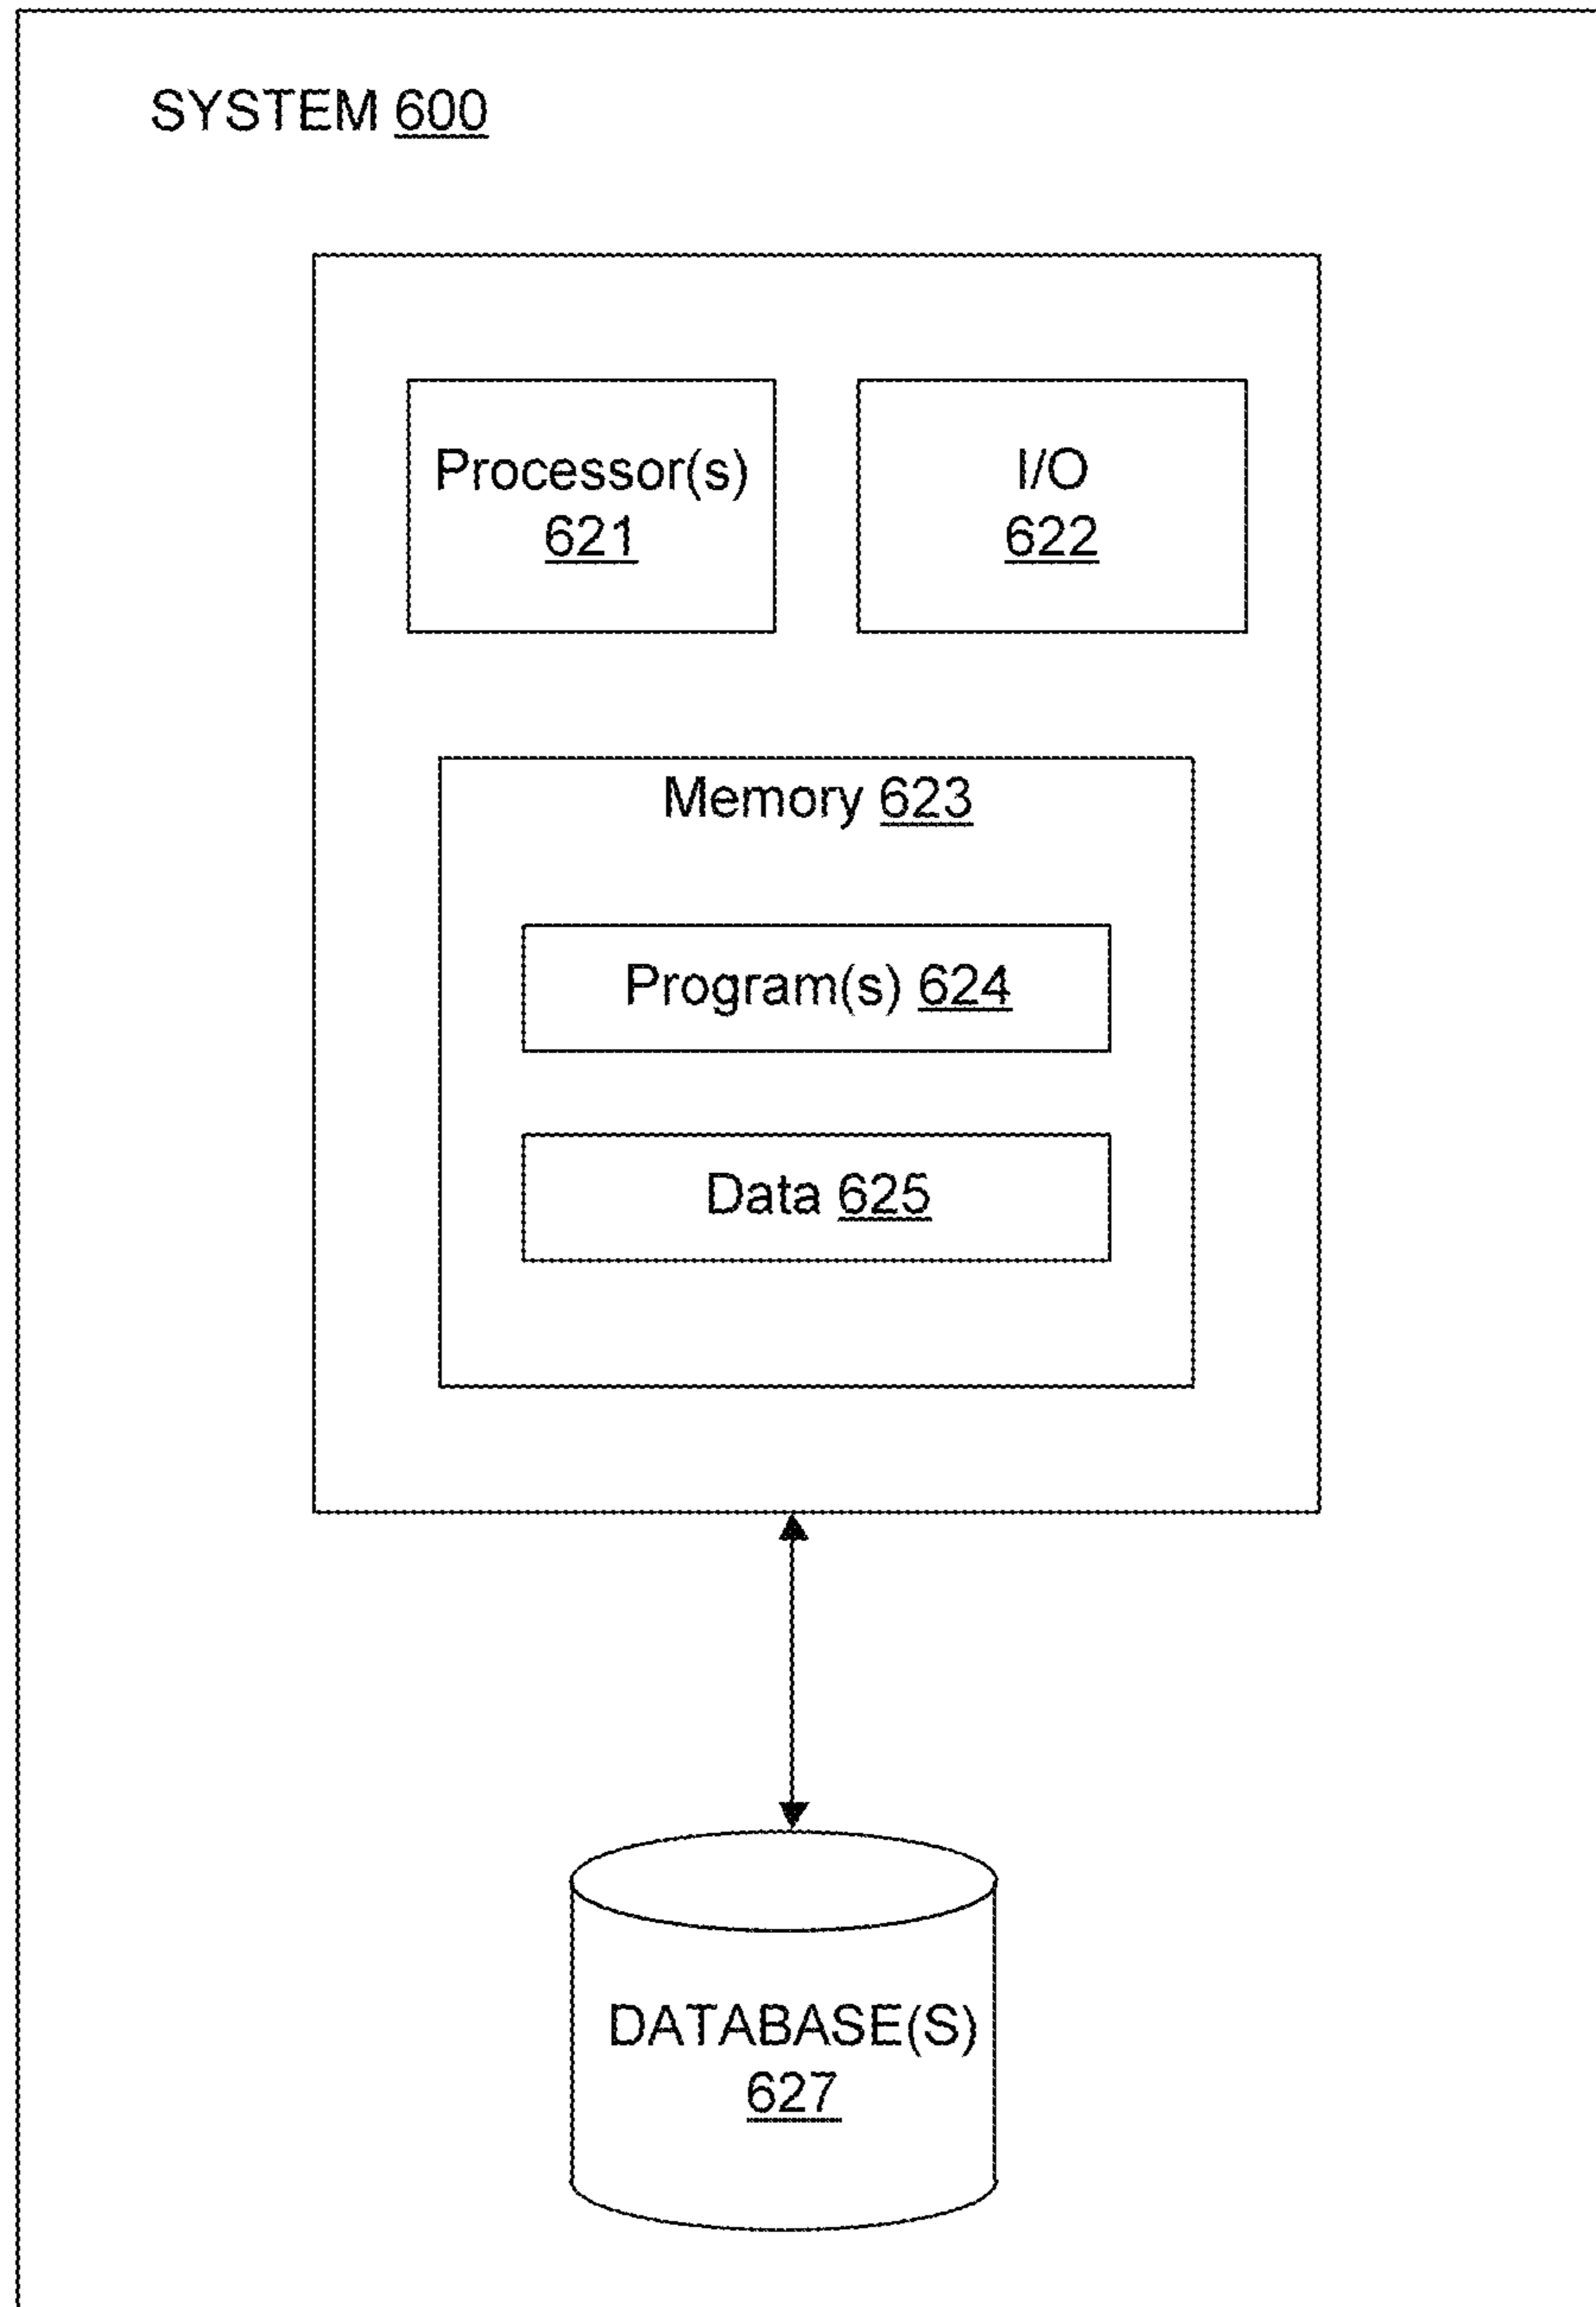 SYSTEM 600
Processor(s)
621
I/O
622
Memory 623
Program(s) 624
Data 625
DATABASE(S)
627